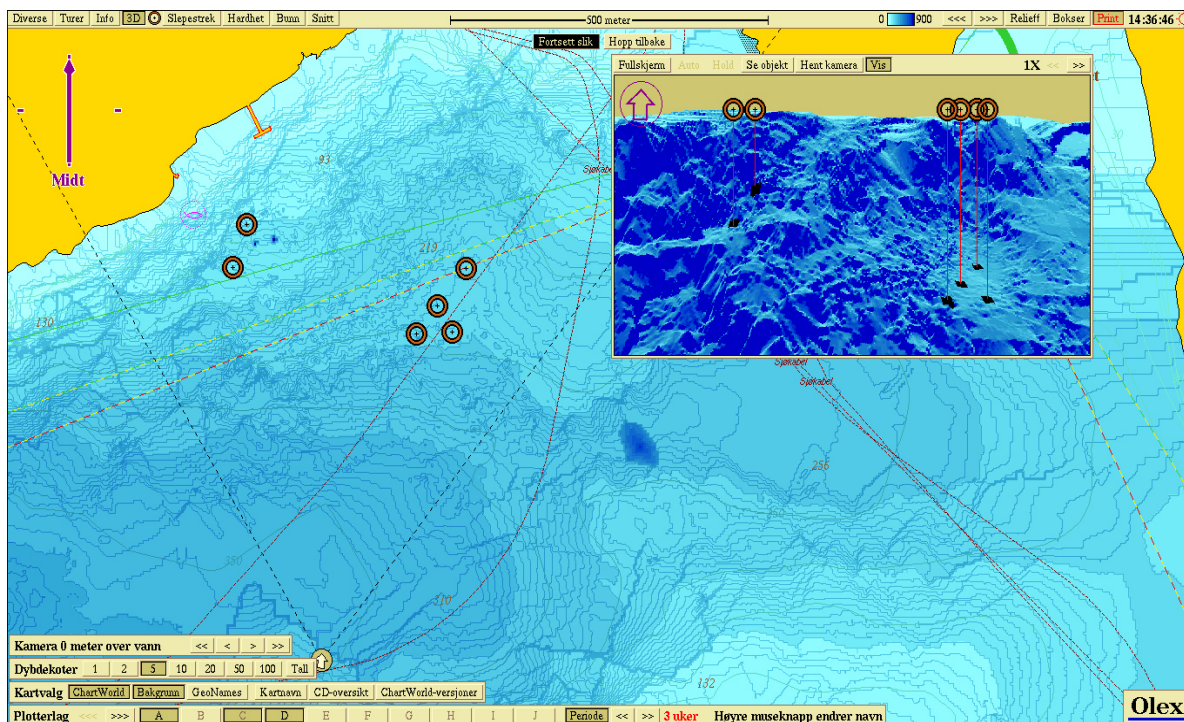 Diverse Turer Info 3D Slepestrek Hardhet Bunn Snitt 500 meter 0 900 <<< >>> Relieff Bokser Print 14:36:46
Fortsett slik Hopp tilbake
Fullskjerm Auto Hold Se objekt Hent kamera Vis 1X << >>
Midt
93
Sjøkabel
219
130
Sjøkabel
Sjøkabel
256
350
310
132
Kamera 0 meter over vann << < > >>
Dybdekoter 1 2 5 10 20 50 100 Tall
Kartvalg ChartWorld Bakgrunn GeoNames Kartnavn CD-oversikt ChartWorld-versjoner
Plotterlag <<< >>> A B C D E F G H I J Periode << >> 3 uker Høyre museknapp endrer navn
Olex